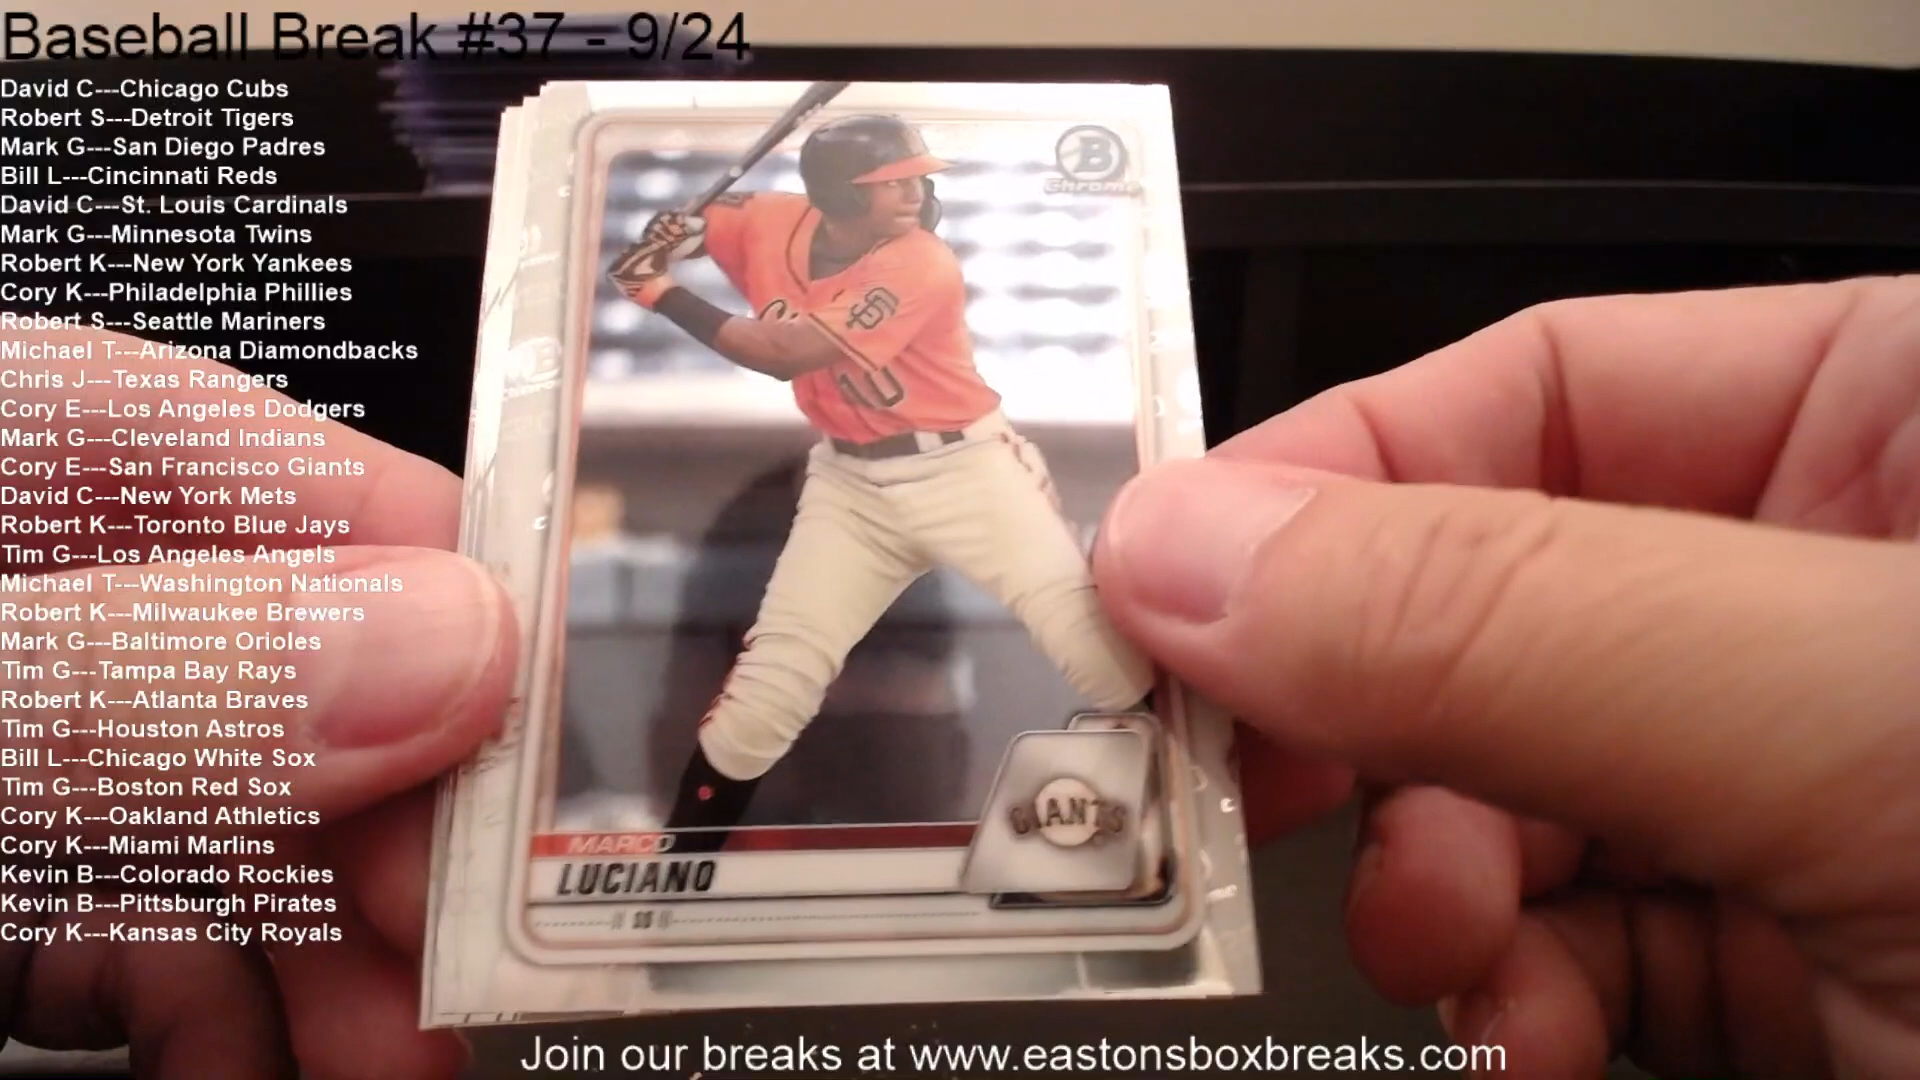 Baseball Break #37 - 9/24
David C---Chicago Cubs
Robert S---Detroit Tigers
Mark G---San Diego Padres
Bill L---Cincinnati Reds
David C---St. Louis Cardinals
Mark G---Minnesota Twins
Robert K---New York Yankees
Cory K---Philadelphia Phillies
Robert S---Seattle Mariners
Michael T---Arizona Diamondbacks
Chris J---Texas Rangers
Cory E---Los Angeles Dodgers
Mark G---Cleveland Indians
Cory E---San Francisco Giants
David C---New York Mets
Robert K---Toronto Blue Jays
Tim G---Los Angeles Angels
Michael T---Washington Nationals
Robert K---Milwaukee Brewers
Mark G---Baltimore Orioles
Tim G---Tampa Bay Rays
Robert K---Atlanta Braves
Tim G---Houston Astros
Bill L---Chicago White Sox
Tim G---Boston Red Sox
Cory K---Oakland Athletics
Cory K---Miami Marlins
Kevin B---Colorado Rockies
Kevin B---Pittsburgh Pirates
Cory K---Kansas City Royals
B
Chrome
SF
10
GIANTS
MARCO
LUCIANO
SS
Join our breaks at www.eastonsboxbreaks.com